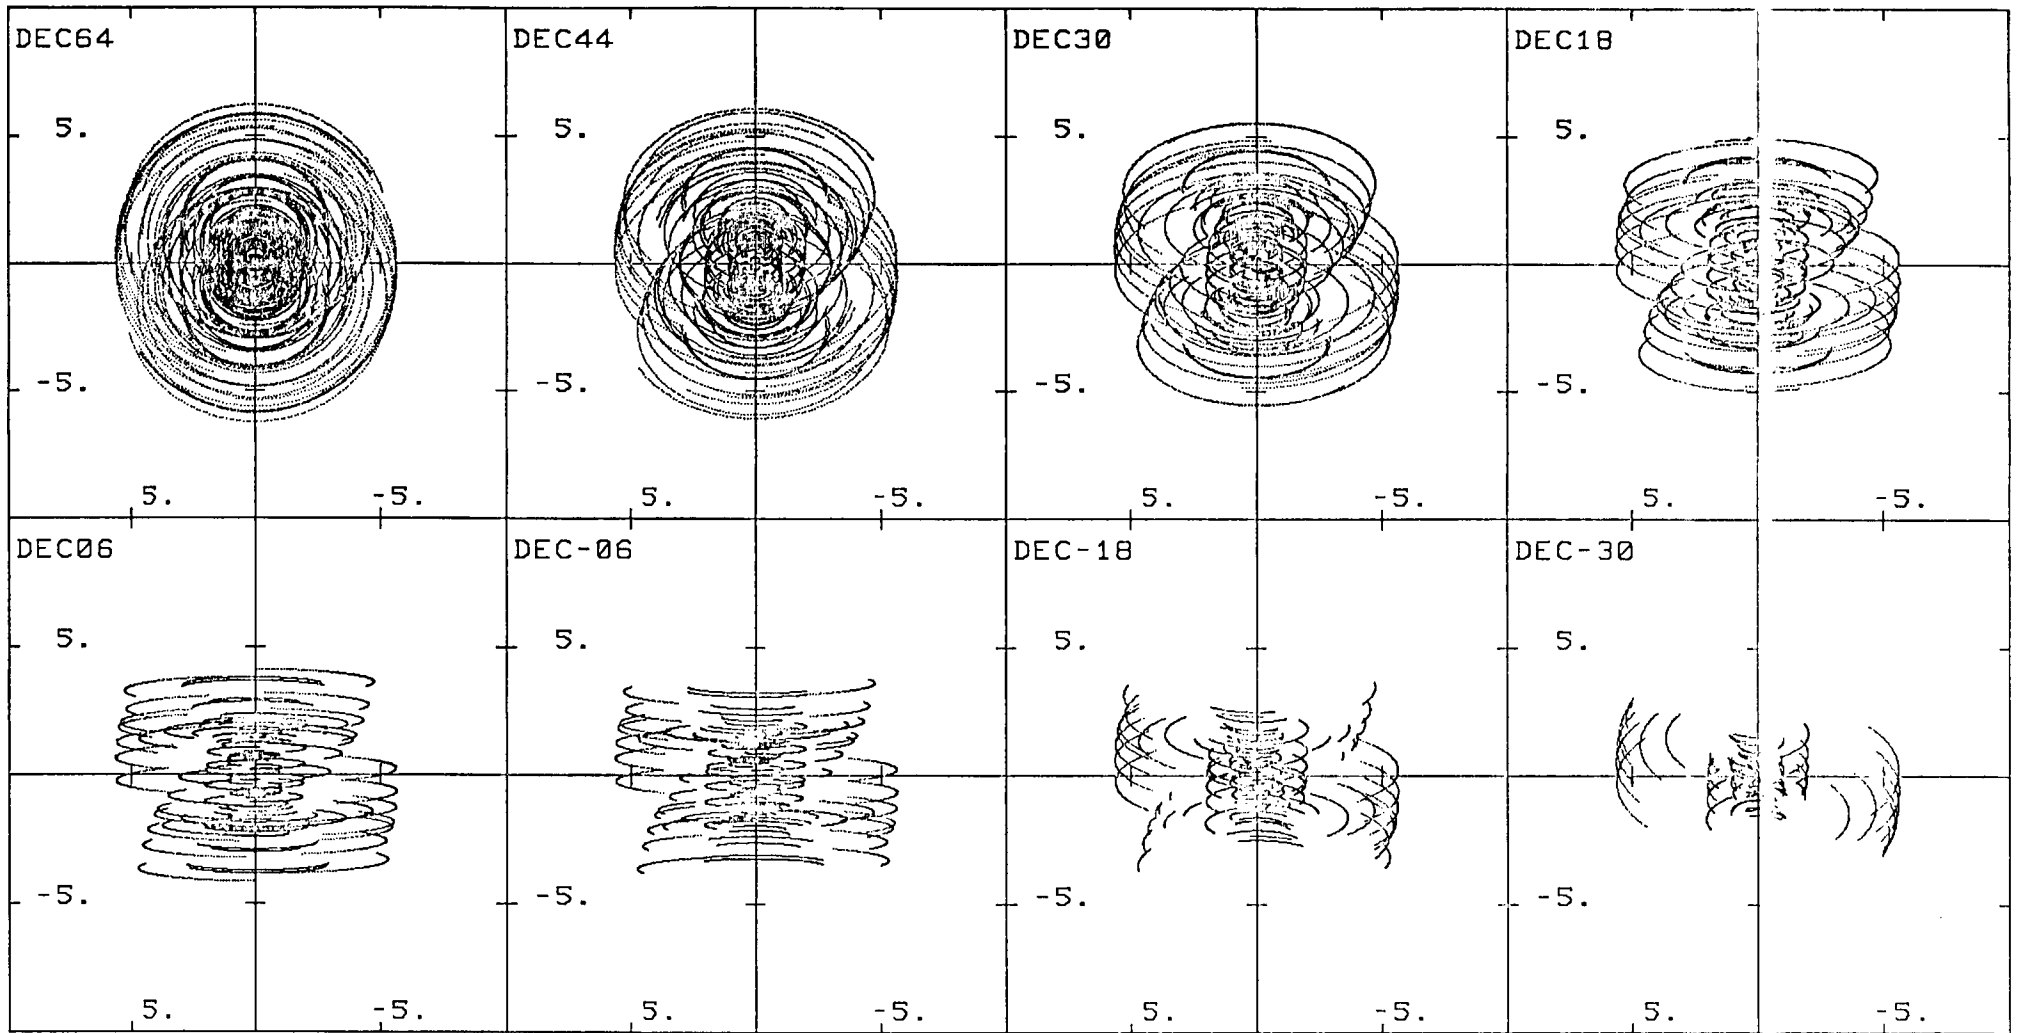 DEC64 DEC44 DEC30 DEC18
5. 5. 5. 5.
-5. -5. -5. -5.
5. -5. 5. -5. 5. -5. 5. -5.
DEC06 DEC-06 DEC-18 DEC-30
5. 5. 5. 5.
-5. -5. -5. -5.
5. -5. 5. -5. 5. -5. 5. -5.